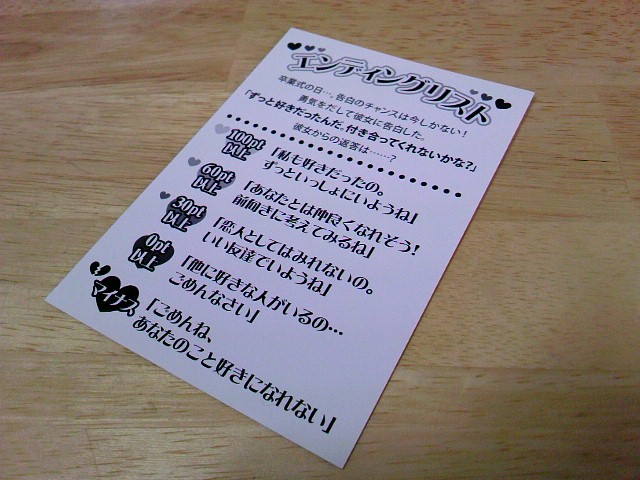 エンディングリスト
卒業式の日…。告白のチャンスは今しかない！
勇気をだして彼女に告白した。
「ずっと好きだったんだ。付き合ってくれないかな？」
彼女からの返答は……？
100pt
以上
「私も好きだったの。
ずっといっしょにいようね」
60pt
以上
「あなたとは仲良くなれそう！
前向きに考えてみるね」
30pt
以上
「恋人としてはみれないの。
いい友達でいようね」
0pt
以上
「他に好きな人がいるの…
ごめんなさい」
マイナス
「ごめんね、
あなたのこと好きになれない」